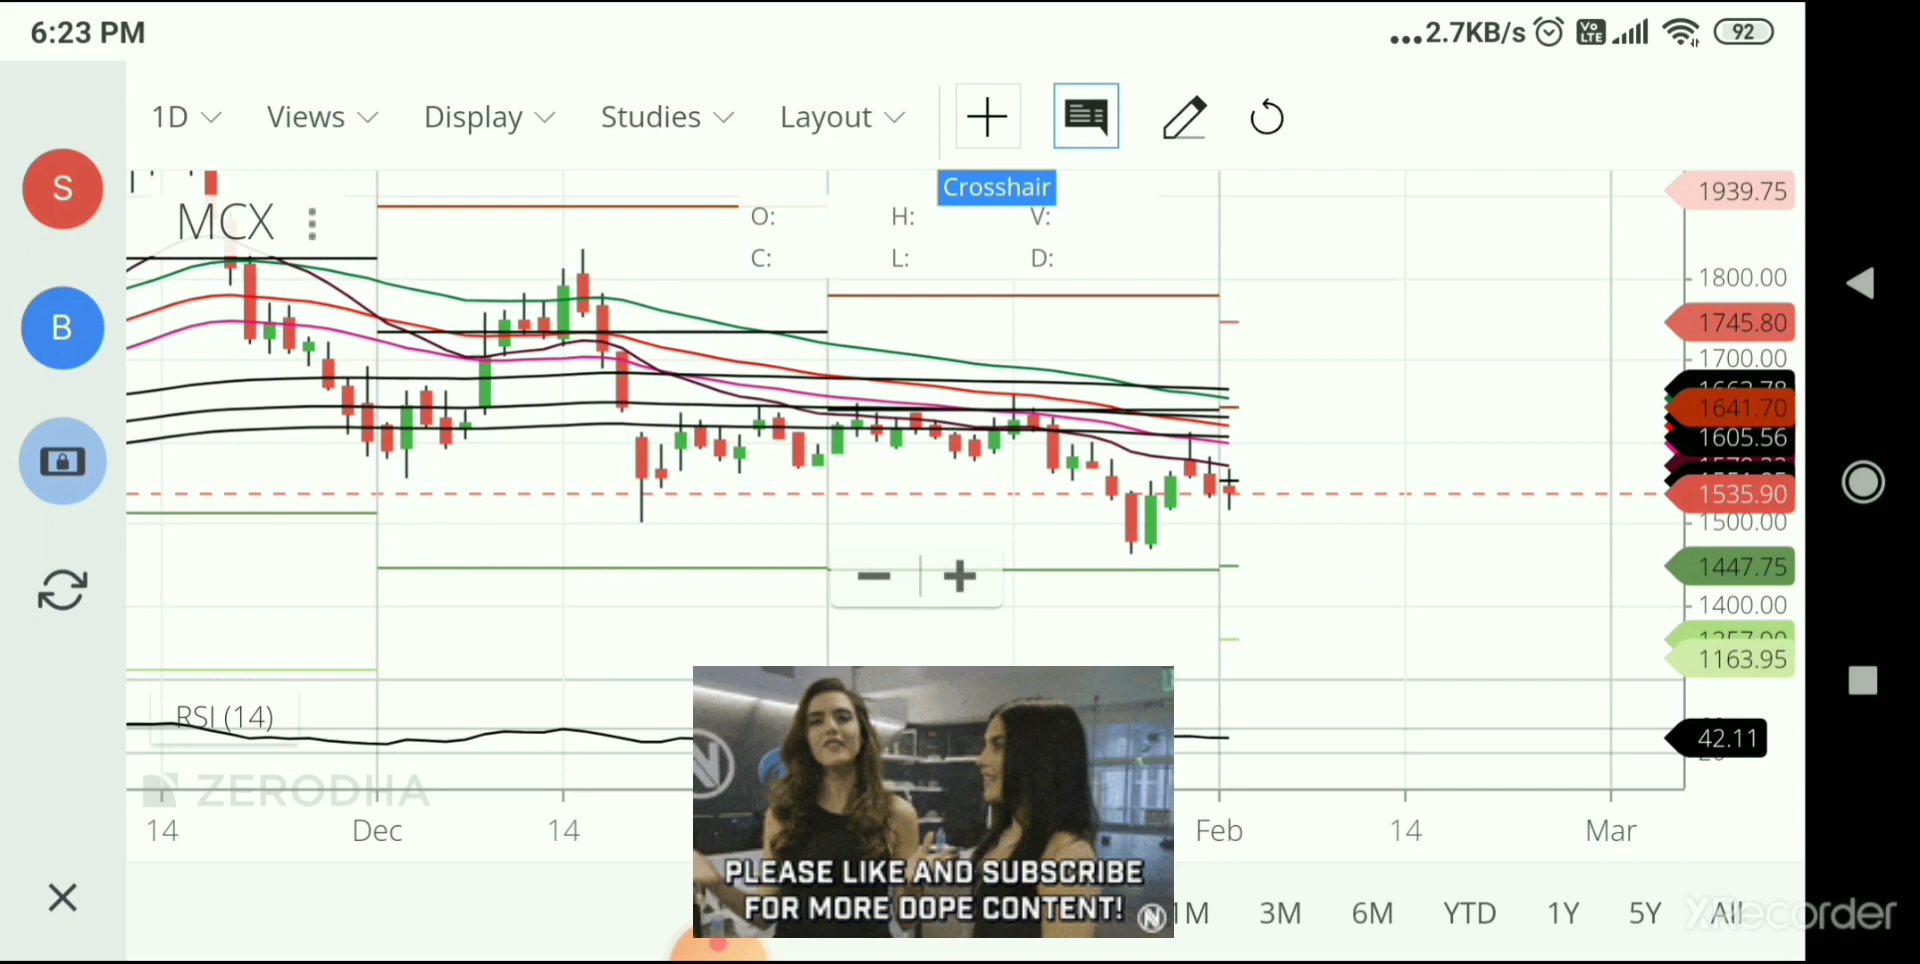 6:23 PM
...2.7KB/s
Vo LTE
92
1D Views Display Studies Layout
S
B
Crosshair
MCX
O: H: V:
C: L: D:
1939.75
1800.00
1745.80
1700.00
1641.70
1605.56
1535.90
1500.00
1447.75
1400.00
1163.95
RSI (14)
42.11
ZERODHA
14 Dec 14 Feb 14 Mar
PLEASE LIKE AND SUBSCRIBE
FOR MORE DOPE CONTENT!
1M 3M 6M YTD 1Y 5Y All
XRecorder